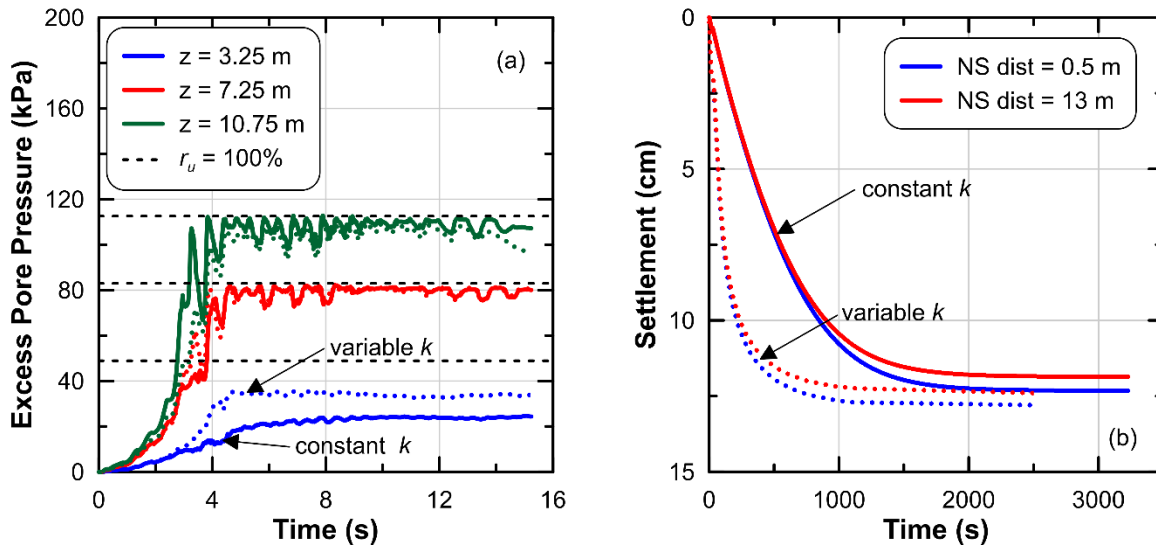 (a)
z = 3.25 m
z = 7.25 m
z = 10.75 m
r_u = 100%
variable k
constant k
Excess Pore Pressure (kPa)
200
160
120
80
40
0
0 4 8 12 16
Time (s)
NS dist = 0.5 m
NS dist = 13 m
constant k
variable k
(b)
Settlement (cm)
0
5
10
15
0 1000 2000 3000
Time (s)